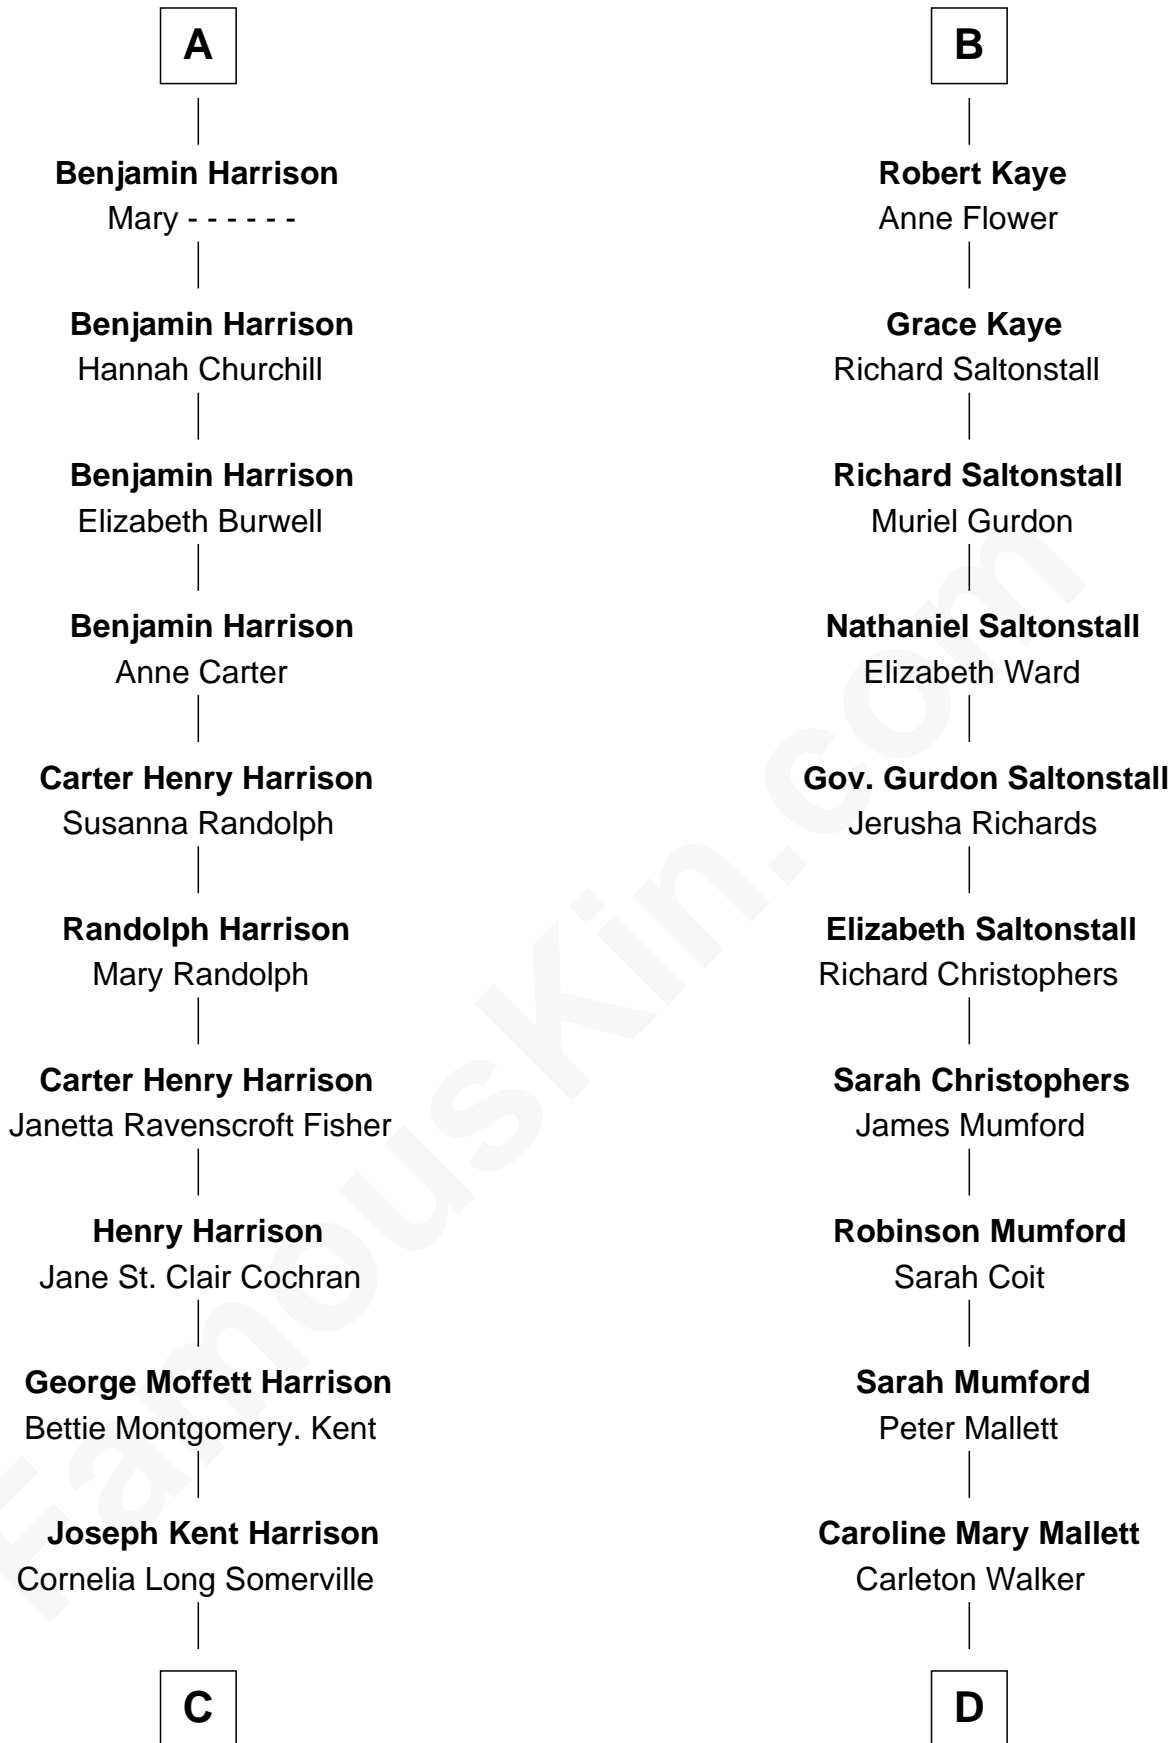 A
Benjamin Harrison
Mary - - - - - -
Benjamin Harrison
Hannah Churchill
Benjamin Harrison
Elizabeth Burwell
Benjamin Harrison
Anne Carter
Carter Henry Harrison
Susanna Randolph
Randolph Harrison
Mary Randolph
Carter Henry Harrison
Janetta Ravenscroft Fisher
Henry Harrison
Jane St. Clair Cochran
George Moffett Harrison
Bettie Montgomery. Kent
Joseph Kent Harrison
Cornelia Long Somerville
C
B
Robert Kaye
Anne Flower
Grace Kaye
Richard Saltonstall
Richard Saltonstall
Muriel Gurdon
Nathaniel Saltonstall
Elizabeth Ward
Gov. Gurdon Saltonstall
Jerusha Richards
Elizabeth Saltonstall
Richard Christophers
Sarah Christophers
James Mumford
Robinson Mumford
Sarah Coit
Sarah Mumford
Peter Mallett
Caroline Mary Mallett
Carleton Walker
D
FamousKin.com